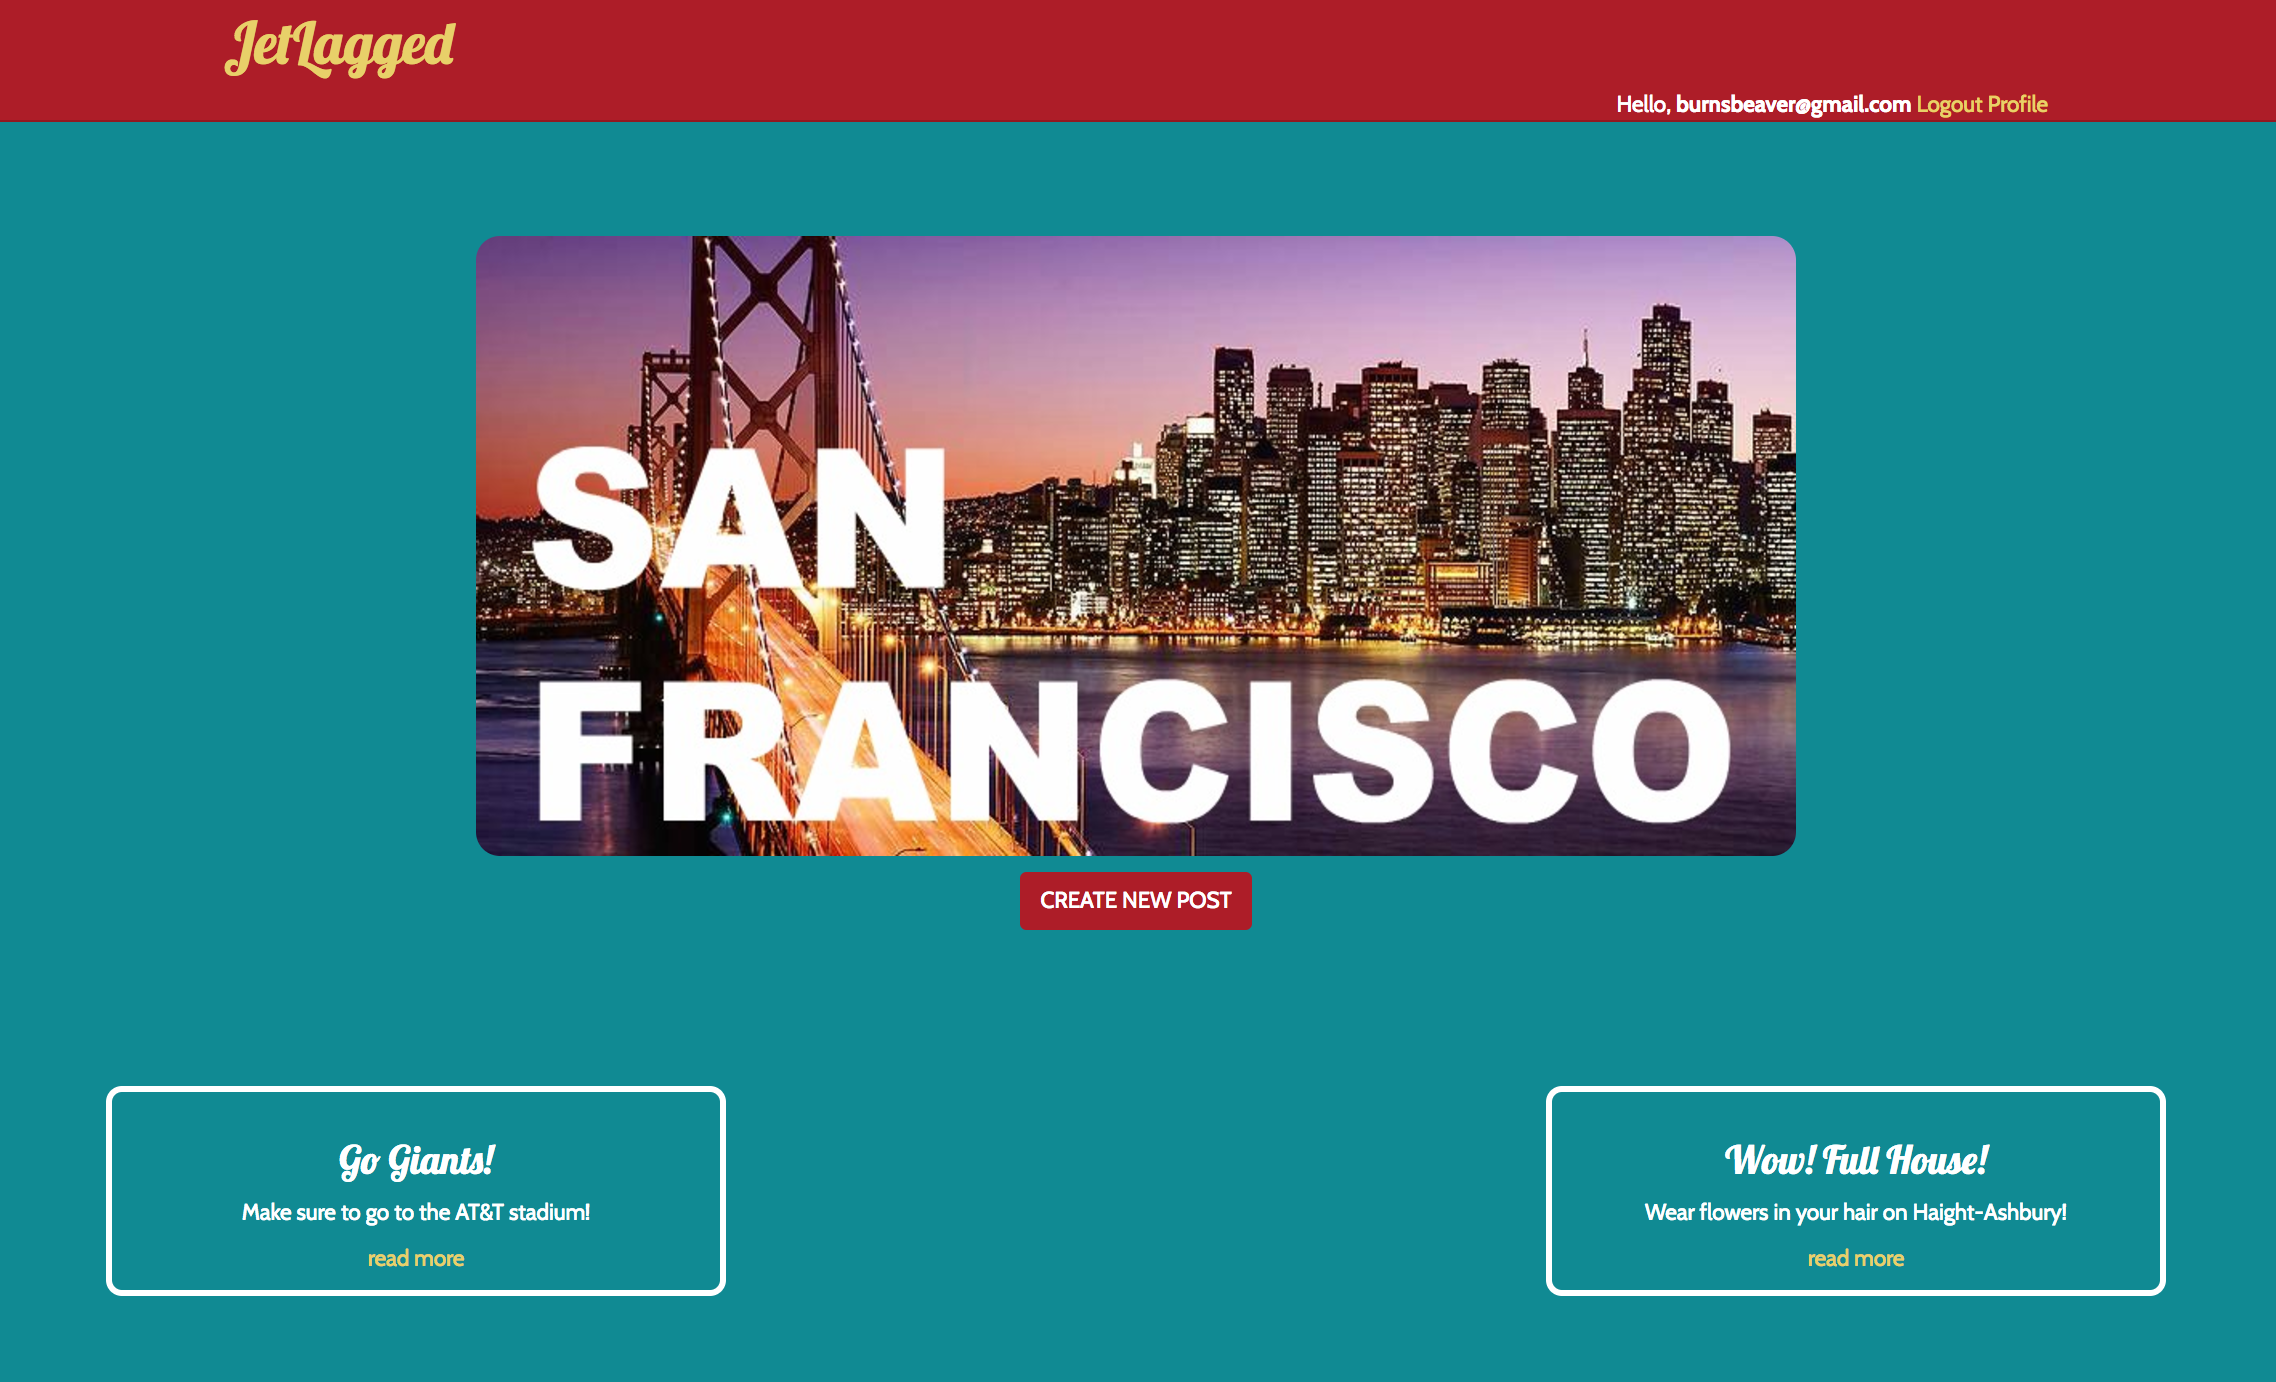 JetLagged
Hello, burnsbeaver@gmail.com Logout Profile
SAN
FRANCISCO
CREATE NEW POST
Go Giants!
Make sure to go to the AT&T stadium!
read more
Wow! Full House!
Wear flowers in your hair on Haight-Ashbury!
read more